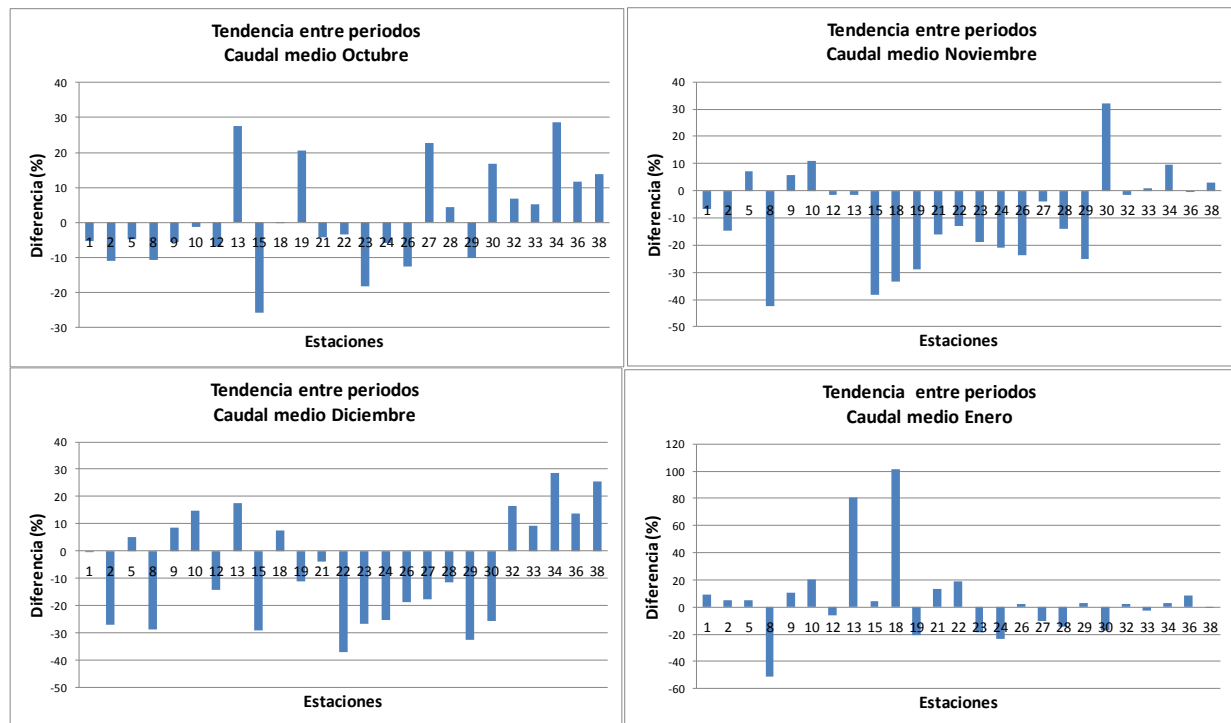 Tendencia entre periodos
Caudal medio Octubre
40
30
20
10
0
-10
-20
-30
Diferencia (%)
1 2 5 8 9 10 12 13 15 18 19 21 22 23 24 26 27 28 29 30 32 33 34 36 38
Estaciones
Tendencia entre periodos
Caudal medio Noviembre
40
30
20
10
0
-10
-20
-30
-40
-50
Diferencia (%)
1 2 5 8 9 10 12 13 15 18 19 21 22 23 24 26 27 28 29 30 32 33 34 36 38
Estaciones
Tendencia entre periodos
Caudal medio Diciembre
40
30
20
10
0
-10
-20
-30
-40
-50
Diferencia (%)
1 2 5 8 9 10 12 13 15 18 19 21 22 23 24 26 27 28 29 30 32 33 34 36 38
Estaciones
Tendencia entre periodos
Caudal medio Enero
120
100
80
60
40
20
0
-20
-40
-60
Diferencia (%)
1 2 5 8 9 10 12 13 15 18 19 21 22 23 24 26 27 28 29 30 32 33 34 36 38
Estaciones